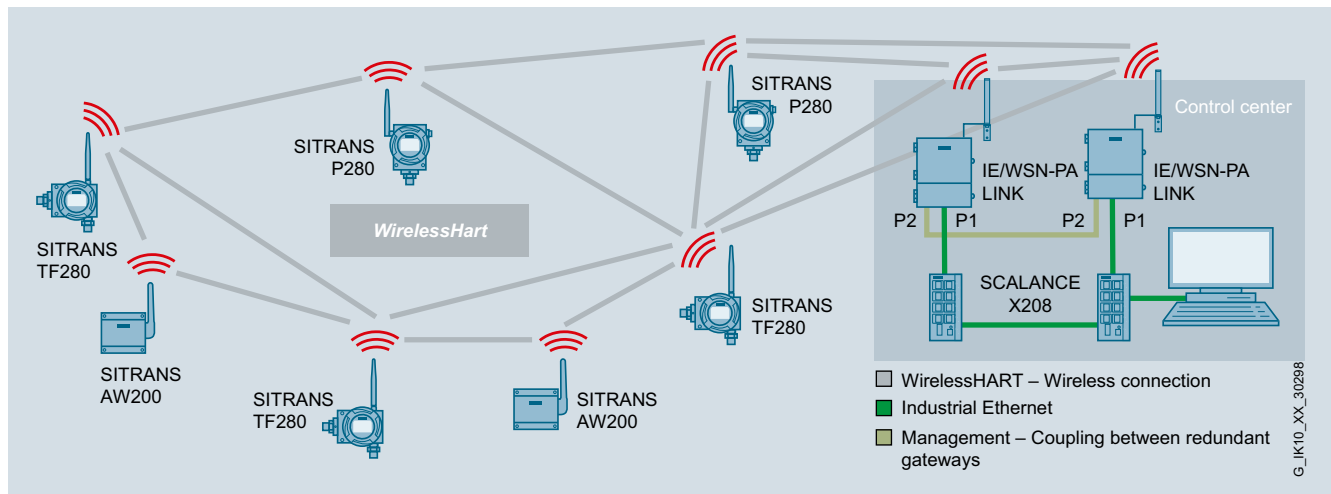 SITRANS
P280
SITRANS
P280
Control center
IE/WSN-PA
LINK
IE/WSN-PA
LINK
P2
P1
P2
P1
WirelessHart
SITRANS
TF280
SITRANS
TF280
SCALANCE
X208
SITRANS
AW200
SITRANS
TF280
SITRANS
AW200
WirelessHART – Wireless connection
Industrial Ethernet
Management – Coupling between redundant
gateways
G_IK10_XX_30298